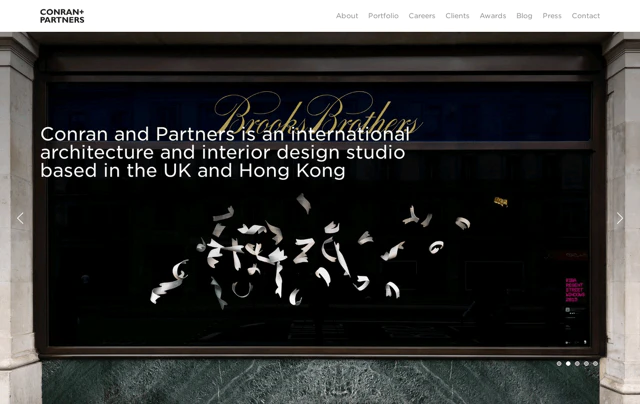 CONRAN+
PARTNERS
About
Portfolio
Careers
Clients
Awards
Blog
Press
Contact
Brooks Brothers
Conran and Partners is an international
architecture and interior design studio
based in the UK and Hong Kong